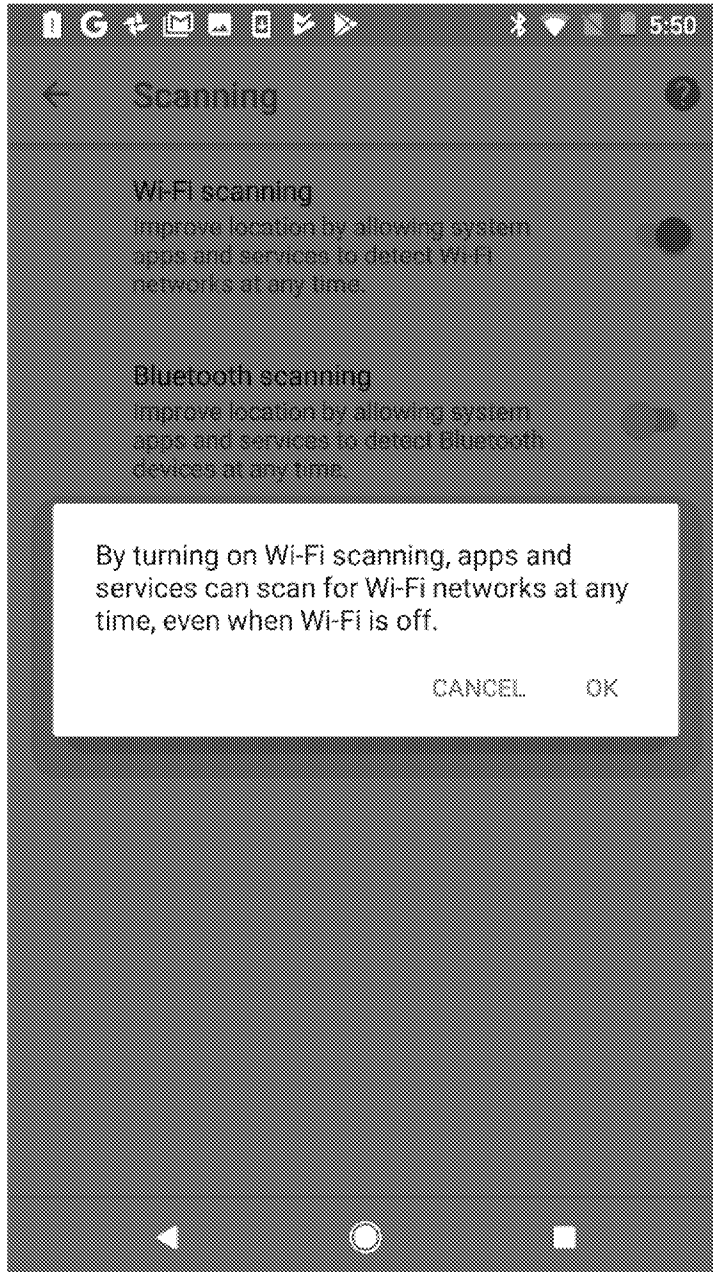 5:50
Scanning
Wi-Fi scanning
Improve location by allowing system
apps and services to detect Wi-Fi
networks at any time.
Bluetooth scanning
Improve location by allowing system
apps and services to detect Bluetooth
devices at any time.
By turning on Wi-Fi scanning, apps and
services can scan for Wi-Fi networks at any
time, even when Wi-Fi is off.
CANCEL OK